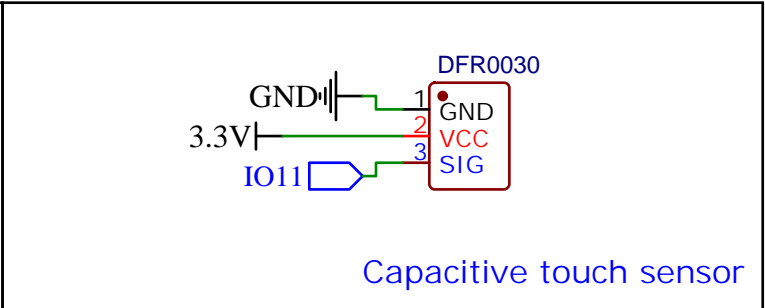 DFR0030
GND 1 GND
3.3V 2 VCC
IO11 3 SIG
Capacitive touch sensor